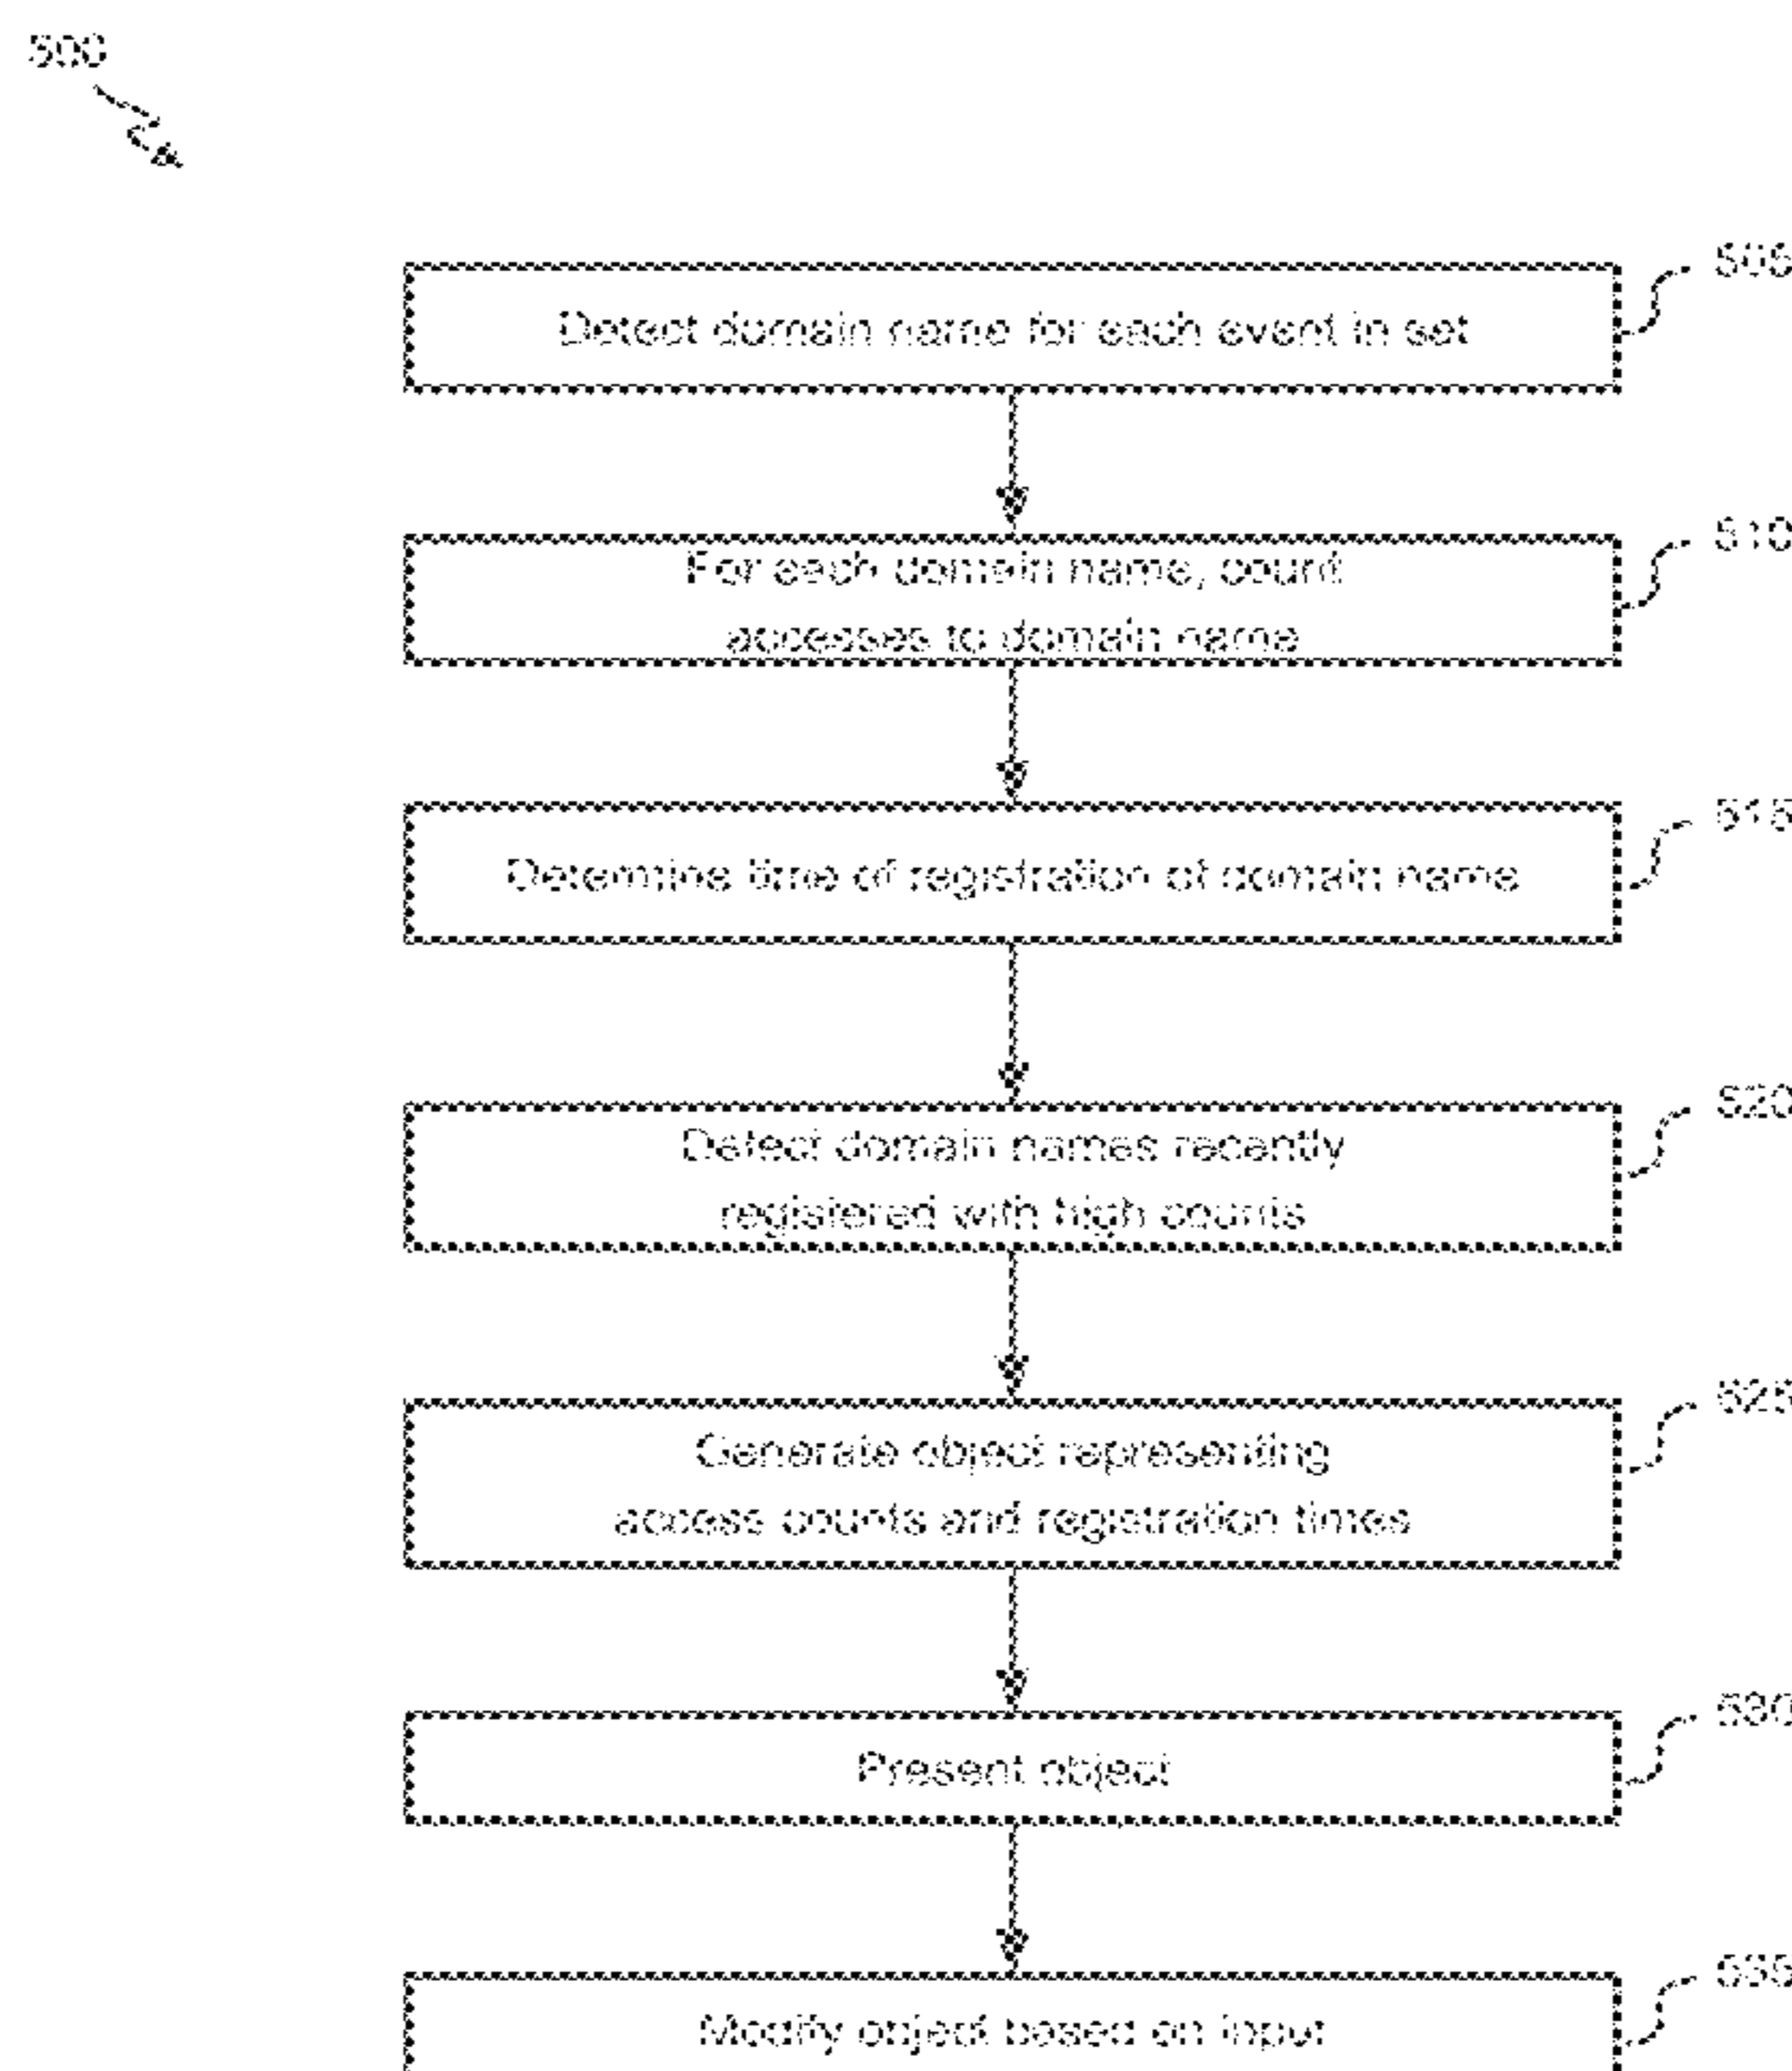 500
505
Detect domain name for each event in set
510
For each domain name, count
accesses to domain name
515
Determine time of registration of domain name
520
Detect domain names recently
registered with high counts
525
Generate object representing
access counts and registration times
530
Present object
535
Modify object based on input